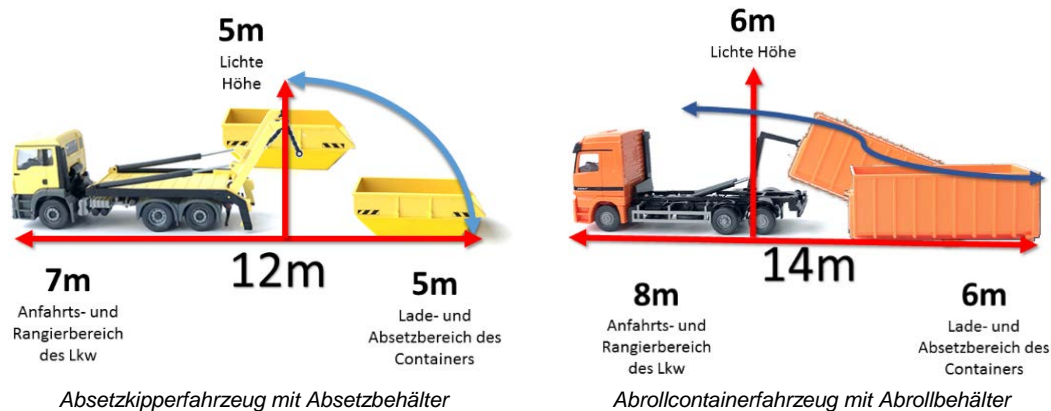 5m
Lichte
Höhe
12m
7m
Anfahrts- und
Rangierbereich
des Lkw
5m
Lade- und
Absetzbereich des
Containers
Absetzkipperfahrzeug mit Absetzbehälter
6m
Lichte Höhe
14m
8m
Anfahrts- und
Rangierbereich
des Lkw
6m
Lade- und
Absetzbereich des
Containers
Abrollcontainerfahrzeug mit Abrollbehälter